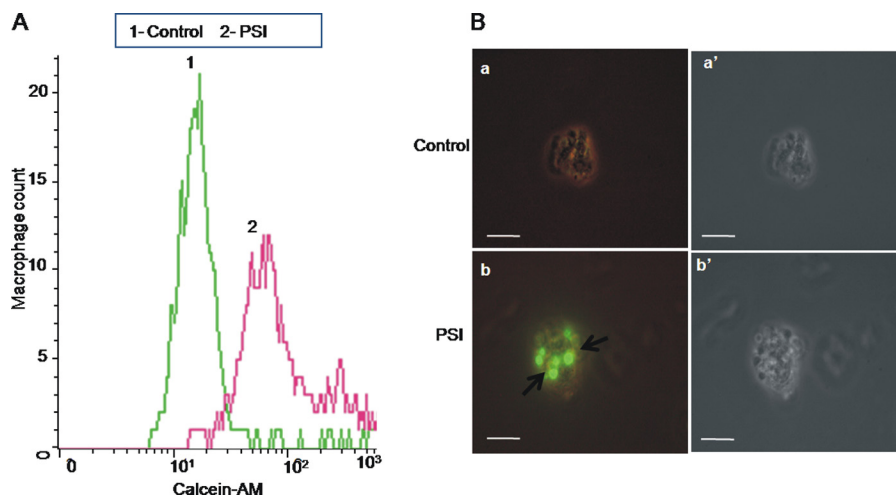 A
1- Control 2- PSI
1
2
20
15
10
5
0
Macrophage count
0 10¹ 10² 10³
Calcein-AM
B
Control
a
a'
PSI
b
b'